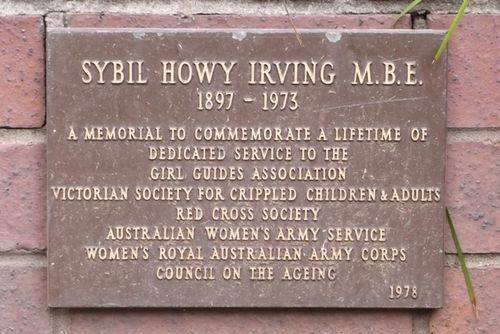 SYBIL HOWY IRVING M.B.E.
1897 - 1973
A MEMORIAL TO COMMEMORATE A LIFETIME OF
DEDICATED SERVICE TO THE
GIRL GUIDES ASSOCIATION
VICTORIAN SOCIETY FOR CRIPPLED CHILDREN & ADULTS
RED CROSS SOCIETY
AUSTRALIAN WOMEN'S ARMY SERVICE
WOMEN'S ROYAL AUSTRALIAN ARMY CORPS
COUNCIL ON THE AGEING
1978